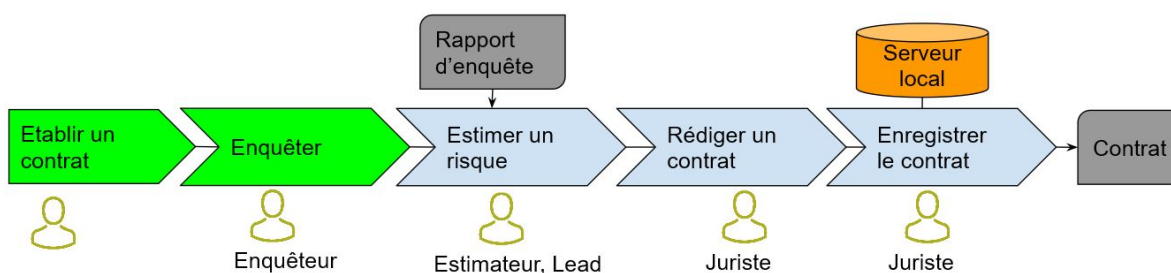 Rapport
d’enquête
Serveur
local
Etablir un
contrat
Enquêter
Estimer un
risque
Rédiger un
contrat
Enregistrer
le contrat
Contrat
Enquêteur
Estimateur, Lead
Juriste
Juriste